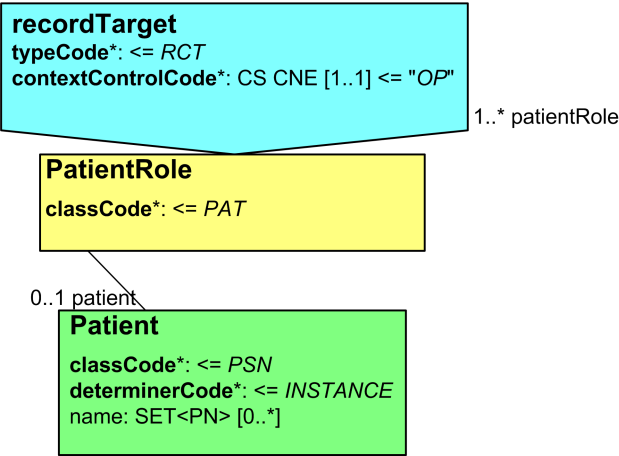 recordTarget
typeCode*: <= RCT
contextControlCode*: CS CNE [1..1] <= "OP"
1..* patientRole
PatientRole
classCode*: <= PAT
0..1 patient
Patient
classCode*: <= PSN
determinerCode*: <= INSTANCE
name: SET<PN> [0..*]